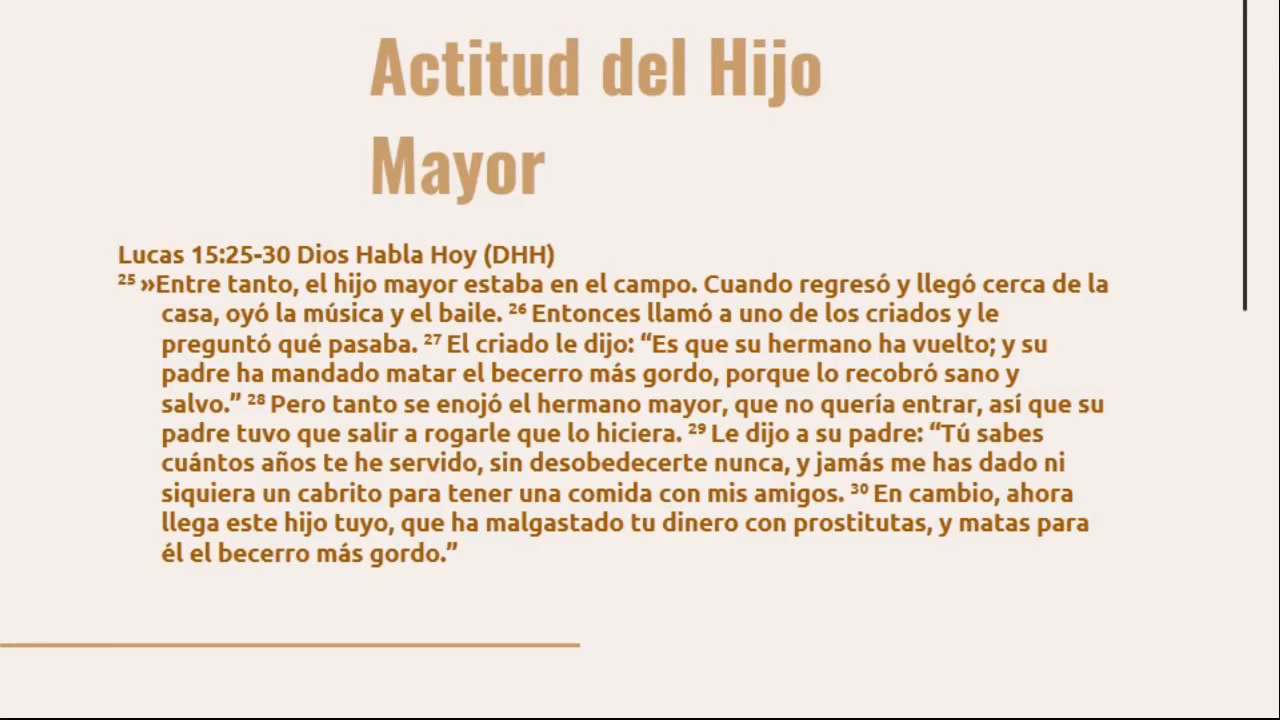 Actitud del Hijo
Mayor
Lucas 15:25-30 Dios Habla Hoy (DHH)
²⁵ »Entre tanto, el hijo mayor estaba en el campo. Cuando regresó y llegó cerca de la
casa, oyó la música y el baile. ²⁶ Entonces llamó a uno de los criados y le
preguntó qué pasaba. ²⁷ El criado le dijo: “Es que su hermano ha vuelto; y su
padre ha mandado matar el becerro más gordo, porque lo recobró sano y
salvo.” ²⁸ Pero tanto se enojó el hermano mayor, que no quería entrar, así que su
padre tuvo que salir a rogarle que lo hiciera. ²⁹ Le dijo a su padre: “Tú sabes
cuántos años te he servido, sin desobedecerte nunca, y jamás me has dado ni
siquiera un cabrito para tener una comida con mis amigos. ³⁰ En cambio, ahora
llega este hijo tuyo, que ha malgastado tu dinero con prostitutas, y matas para
él el becerro más gordo.”